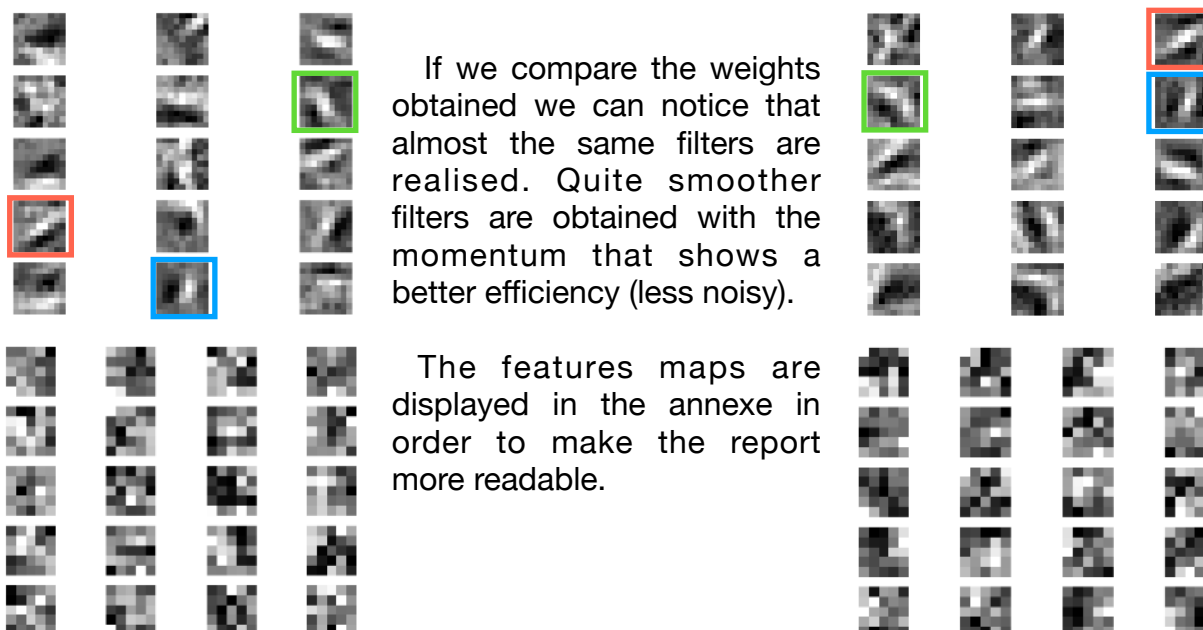 If we compare the weights
obtained we can notice that
almost the same filters are
realised. Quite smoother
filters are obtained with the
momentum that shows a
better efficiency (less noisy).
The features maps are
displayed in the annexe in
order to make the report
more readable.